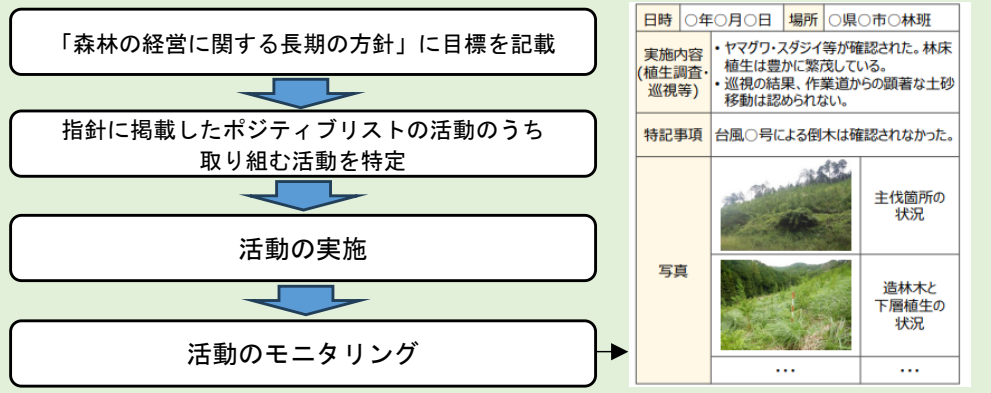 「森林の経営に関する長期の方針」に目標を記載
指針に掲載したポジティブリストの活動のうち
取り組む活動を特定
活動の実施
活動のモニタリング
日時 ○年○月○日 場所 ○県○市○林班
実施内容
(植生調査・
巡視等)
・ヤマグワ・スダジイ等が確認された。林床
植生は豊かに繁茂している。
・巡視の結果、作業道からの顕著な土砂
移動は認められない。
特記事項 台風○号による倒木は確認されなかった。
写真
主伐箇所の
状況
造林木と
下層植生の
状況
… …